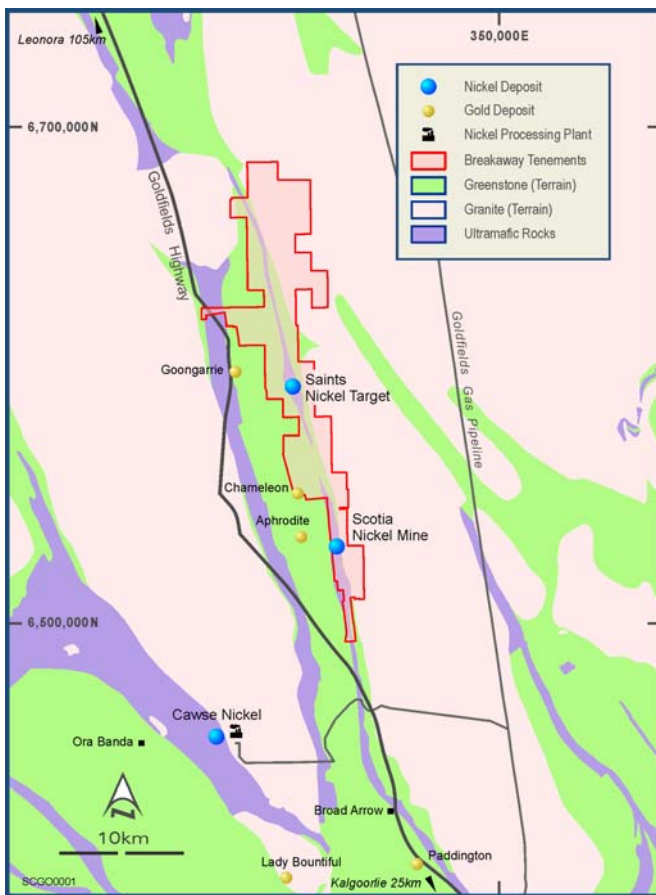 Leonora 105km
350,000E
Nickel Deposit
Gold Deposit
Nickel Processing Plant
Breakaway Tenements
Greenstone (Terrain)
Granite (Terrain)
Ultramafic Rocks
6,700,000N
Goldfields Highway
Goldfields Gas Pipeline
Goongarrie
Saints
Nickel Target
Chameleon
Aphrodite
Scotia
Nickel Mine
6,500,000N
Cawse Nickel
Ora Banda
N
10km
Broad Arrow
Lady Bountiful
Paddington
Kalgoorlie 25km
SCGO0001